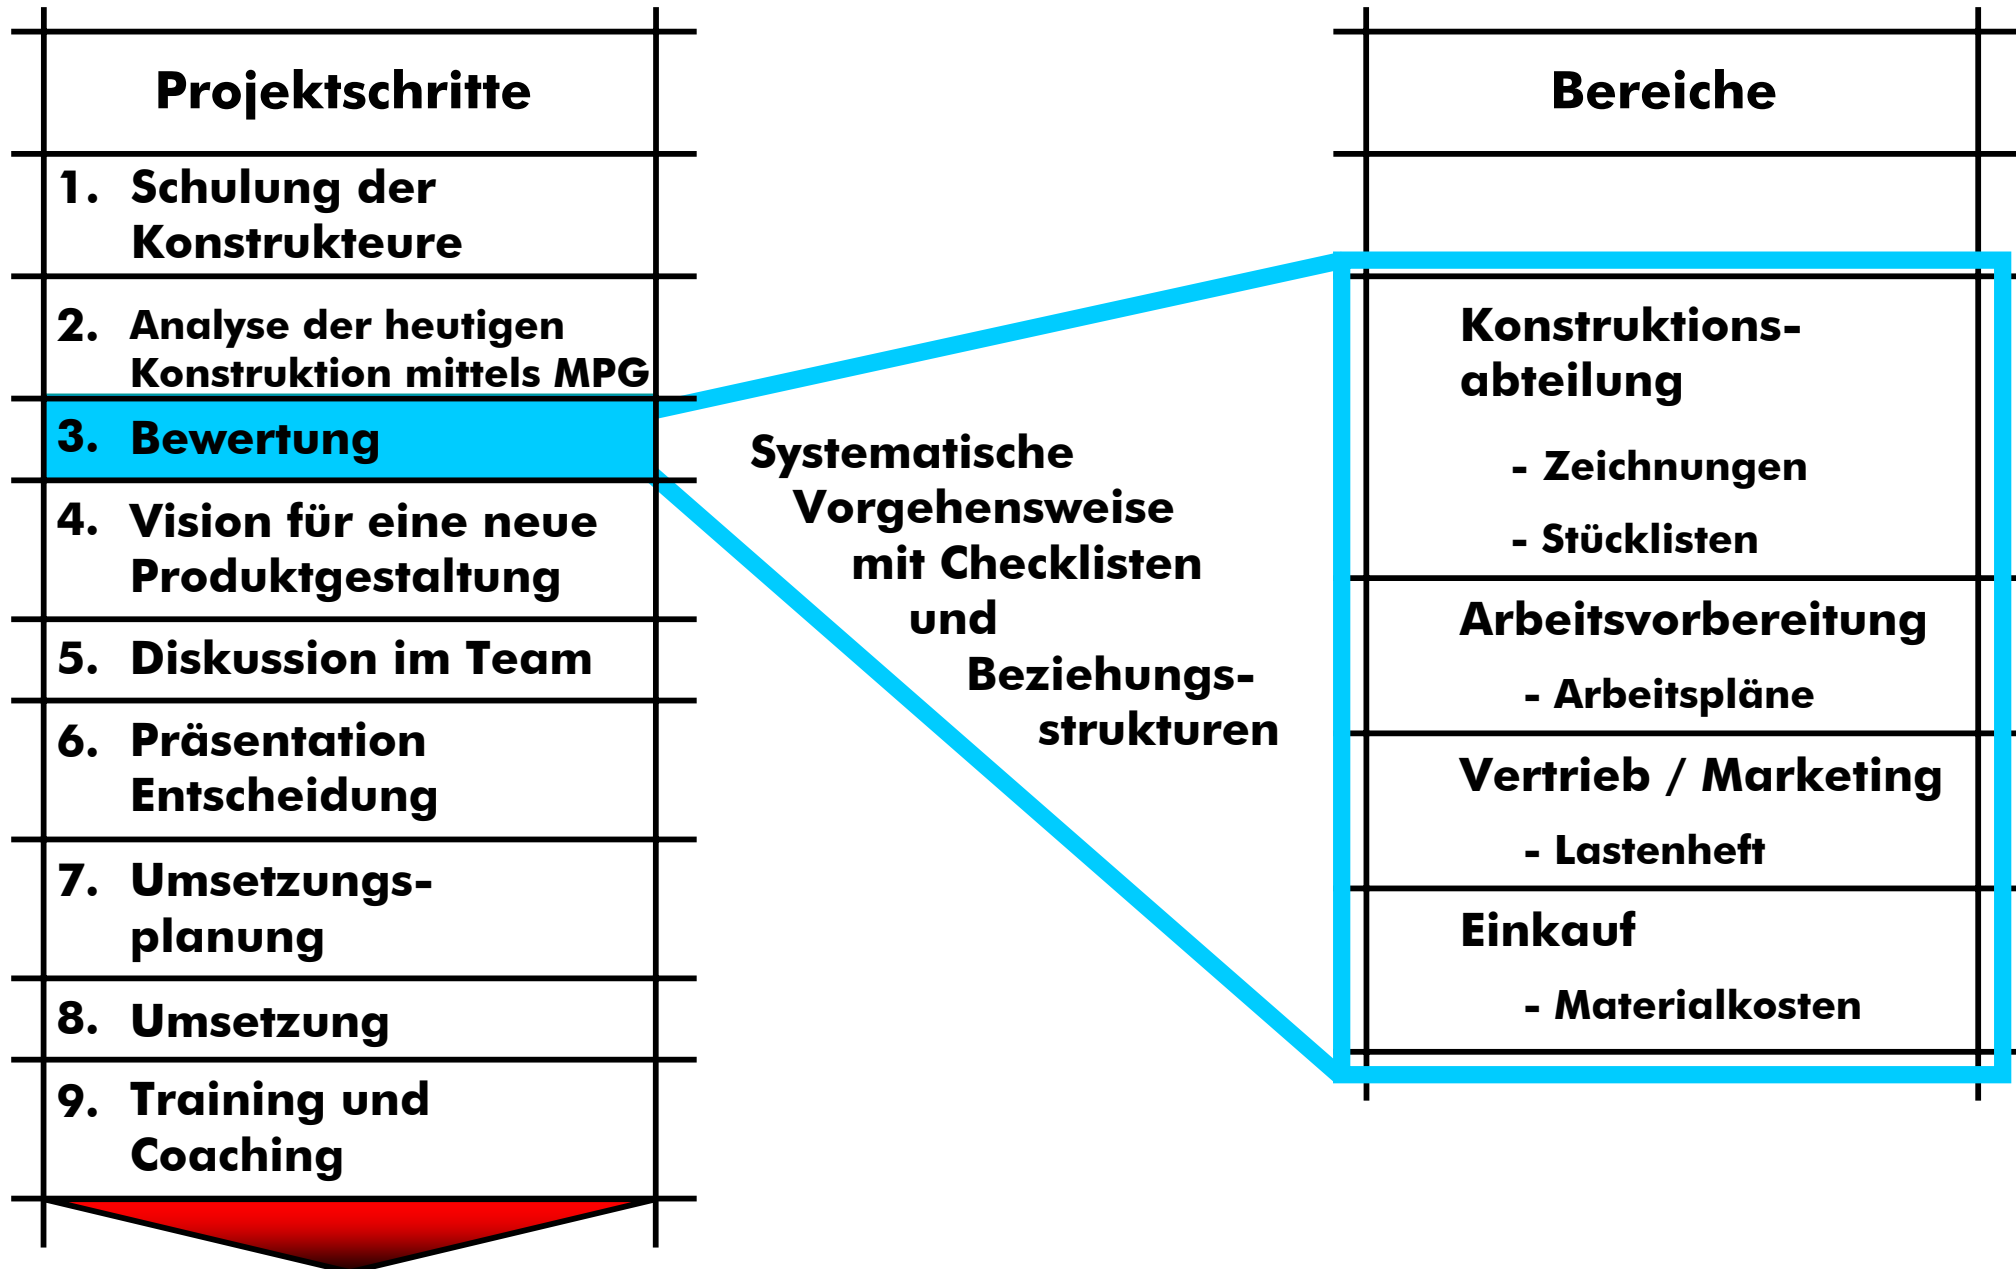 Projektschritte
1. Schulung der
Konstrukteure
2. Analyse der heutigen
Konstruktion mittels MPG
3. Bewertung
4. Vision für eine neue
Produktgestaltung
5. Diskussion im Team
6. Präsentation
Entscheidung
7. Umsetzungs-
planung
8. Umsetzung
9. Training und
Coaching
Systematische
Vorgehensweise
mit Checklisten
und
Beziehungs-
strukturen
Bereiche
Konstruktions-
abteilung
- Zeichnungen
- Stücklisten
Arbeitsvorbereitung
- Arbeitspläne
Vertrieb / Marketing
- Lastenheft
Einkauf
- Materialkosten